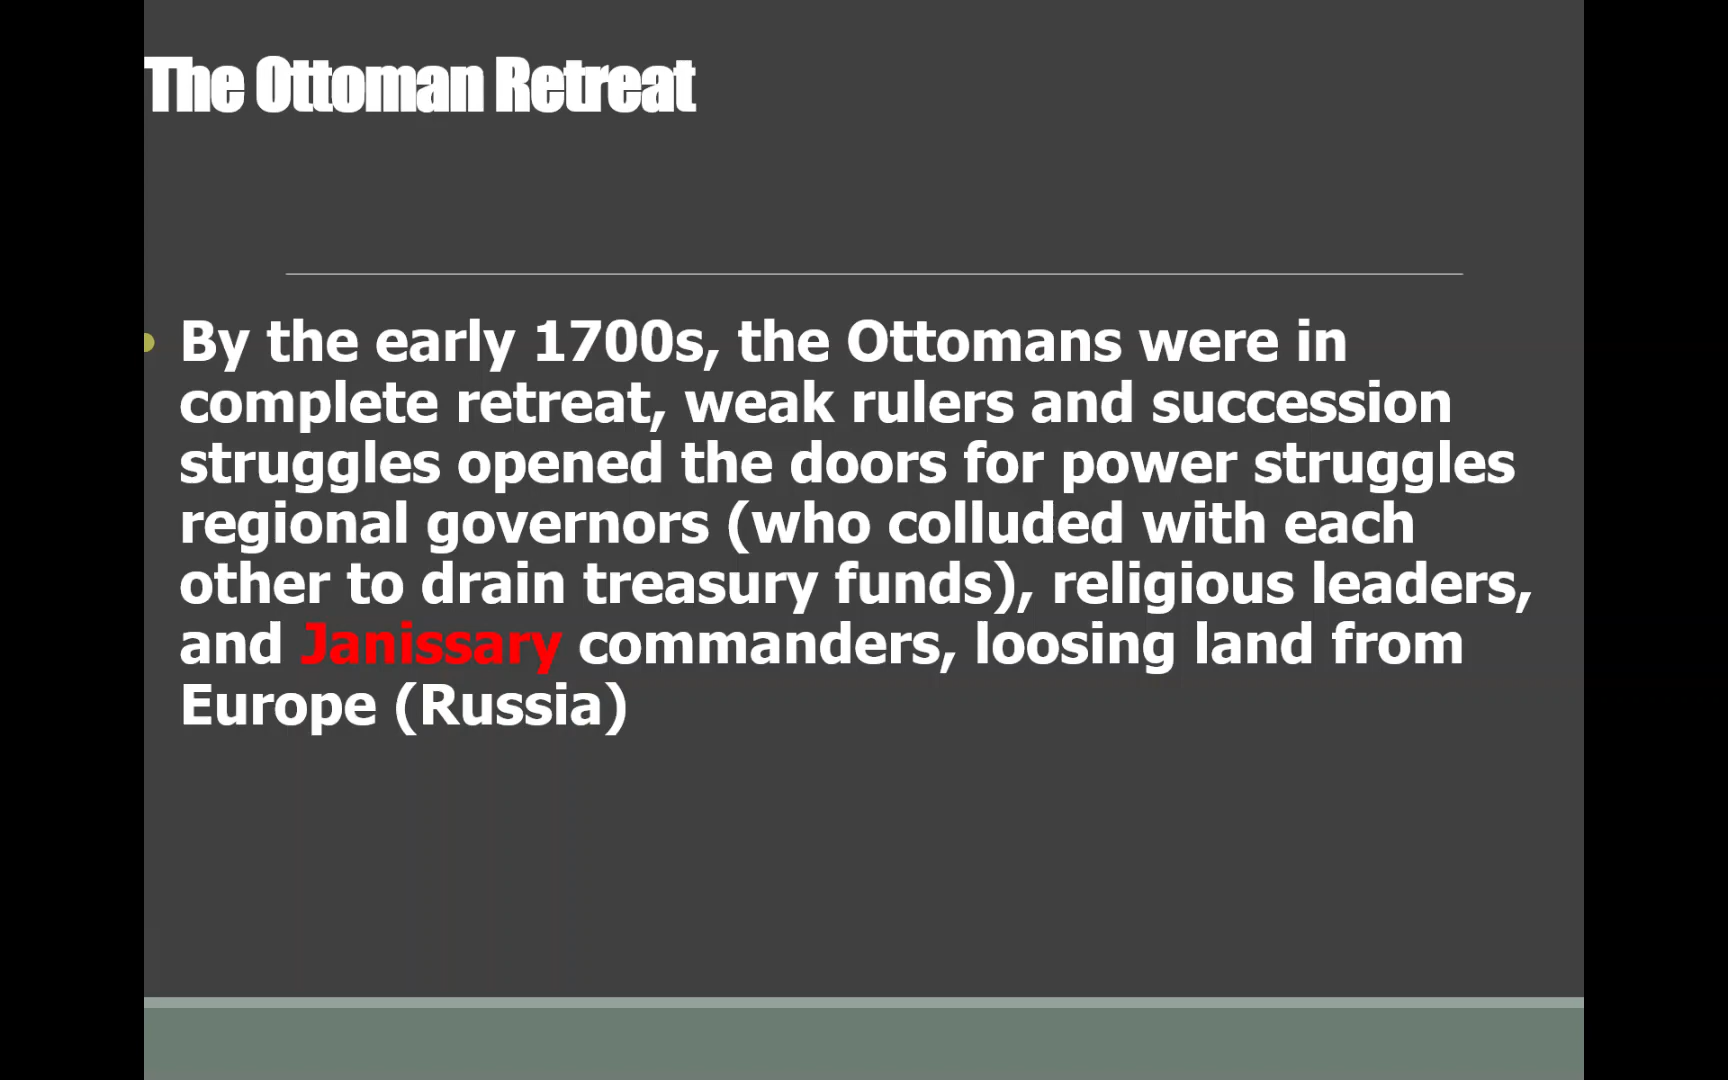 The Ottoman Retreat
• By the early 1700s, the Ottomans were in
complete retreat, weak rulers and succession
struggles opened the doors for power struggles
regional governors (who colluded with each
other to drain treasury funds), religious leaders,
and Janissary commanders, loosing land from
Europe (Russia)